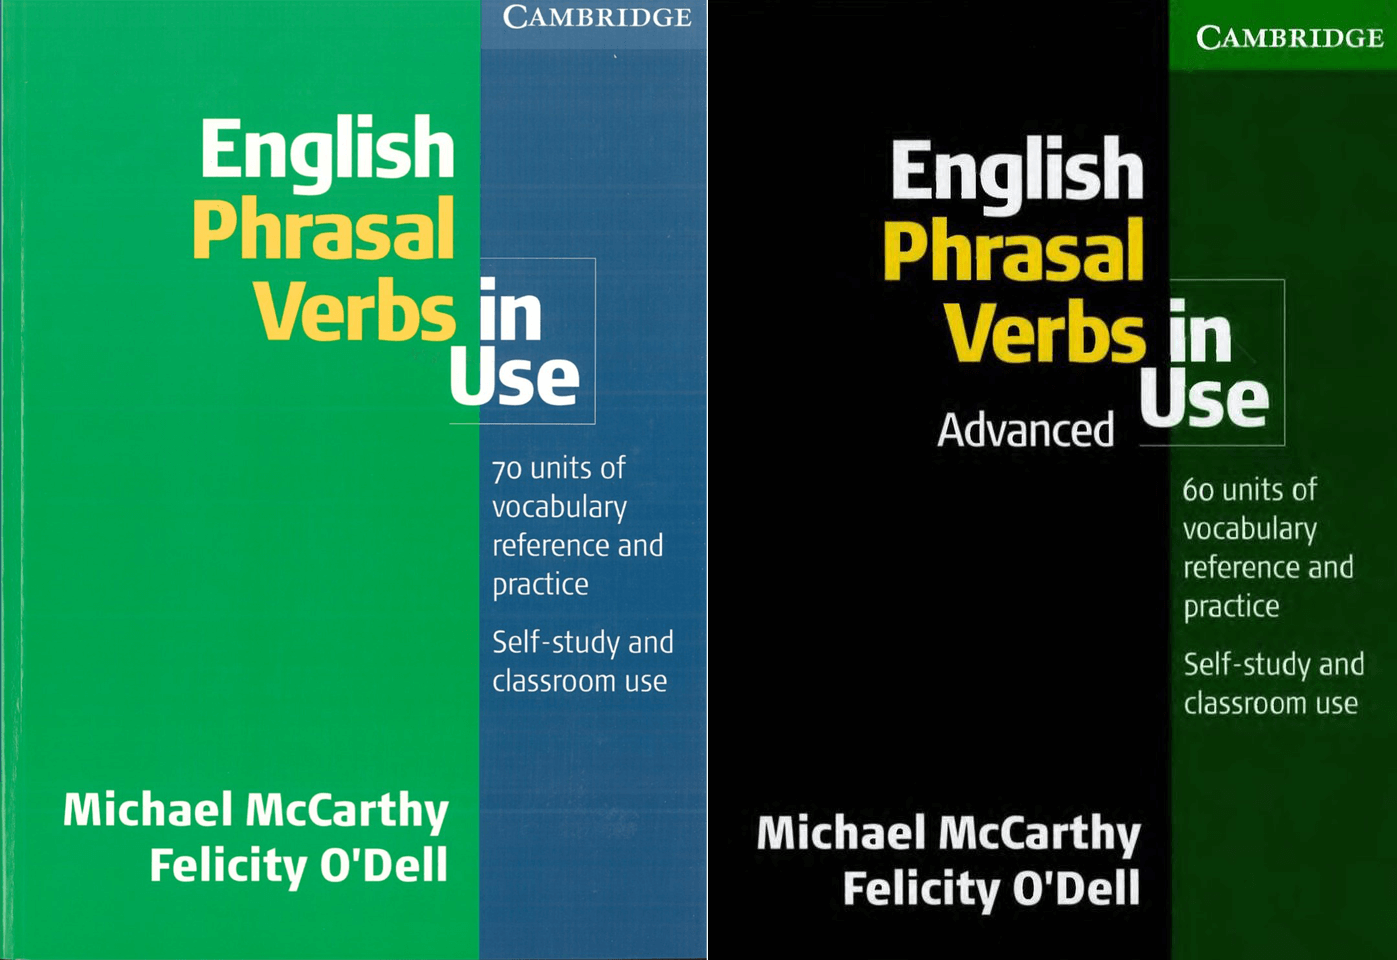 CAMBRIDGE
English
Phrasal
Verbs in
Use
70 units of
vocabulary
reference and
practice
Self-study and
classroom use
Michael McCarthy
Felicity O'Dell
CAMBRIDGE
English
Phrasal
Verbs in
Use
Advanced
60 units of
vocabulary
reference and
practice
Self-study and
classroom use
Michael McCarthy
Felicity O'Dell